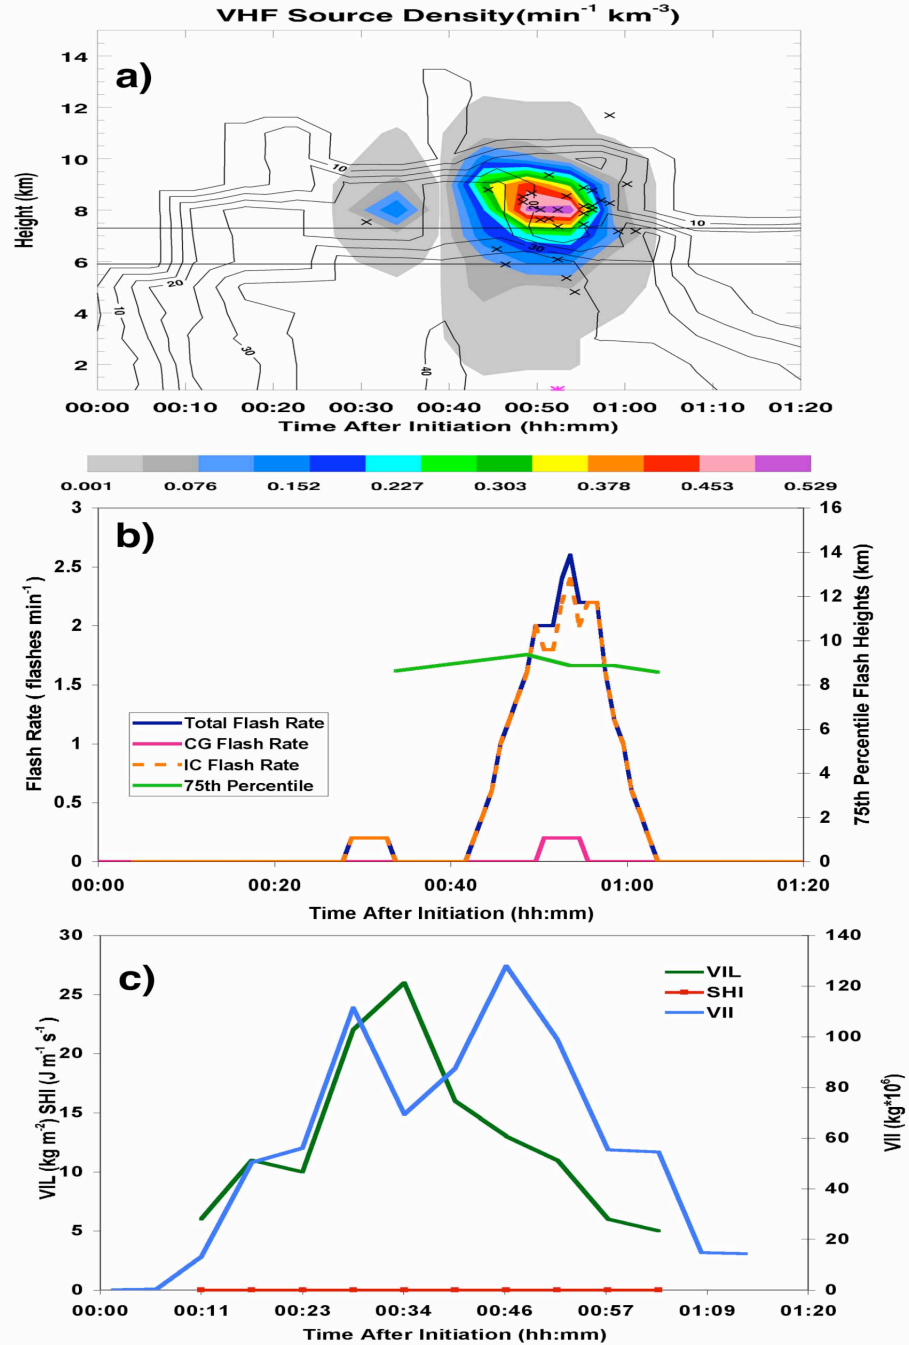 VHF Source Density(min⁻¹ km⁻³)
a)
14
12
10
8
6
4
2
Height (km)
10
10
10
20
30
40
30
00:00 00:10 00:20 00:30 00:40 00:50 01:00 01:10 01:20
Time After Initiation (hh:mm)
0.001 0.076 0.152 0.227 0.303 0.378 0.453 0.529
b)
3
2.5
2
1.5
1
0.5
0
Flash Rate ( flashes min⁻¹)
16
14
12
10
8
6
4
2
0
75th Percentile Flash Heights (km)
Total Flash Rate
CG Flash Rate
IC Flash Rate
75th Percentile
00:00 00:20 00:40 01:00 01:20
Time After Initiation (hh:mm)
c)
30
25
20
15
10
5
0
VIL (kg m⁻²) SHI (J m⁻¹ s⁻¹)
140
120
100
80
60
40
20
0
VII (kg*10⁶)
VIL
SHI
VII
00:00 00:11 00:23 00:34 00:46 00:57 01:09 01:20
Time After Initiation (hh:mm)